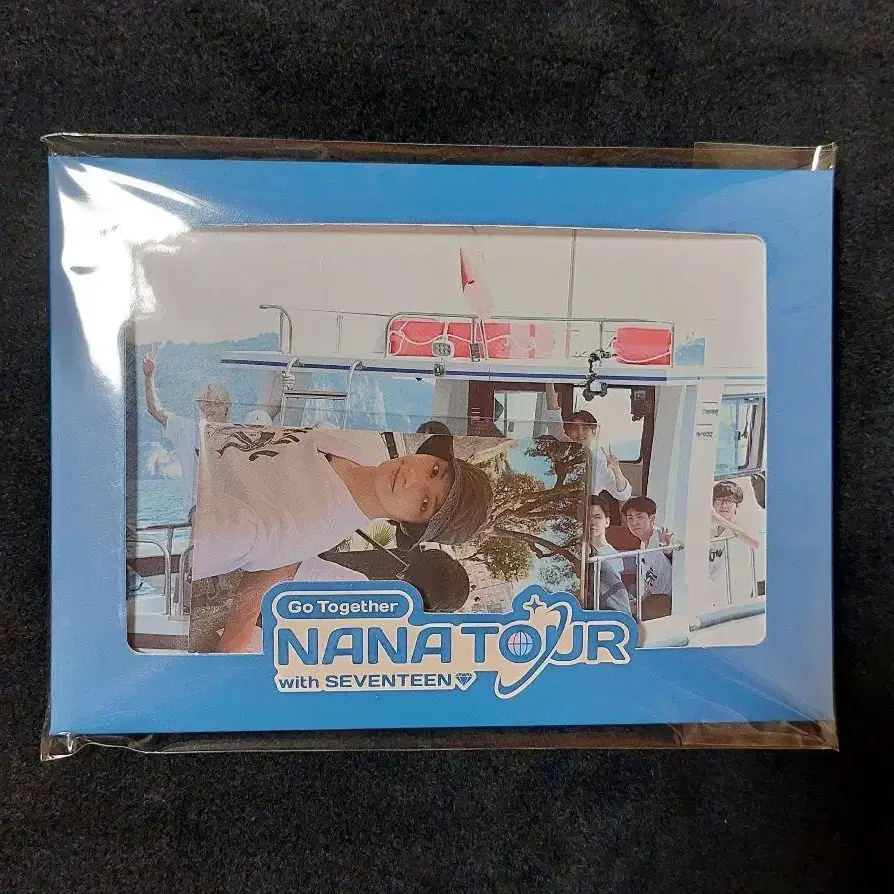 Go Together
NANA TOUR
with SEVENTEEN